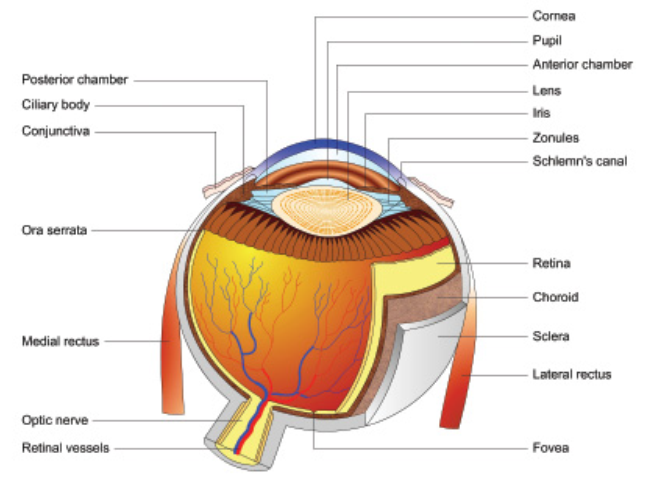 Cornea
Pupil
Anterior chamber
Lens
Iris
Zonules
Schlemn's canal
Posterior chamber
Ciliary body
Conjunctiva
Ora serrata
Medial rectus
Optic nerve
Retinal vessels
Retina
Choroid
Sclera
Lateral rectus
Fovea